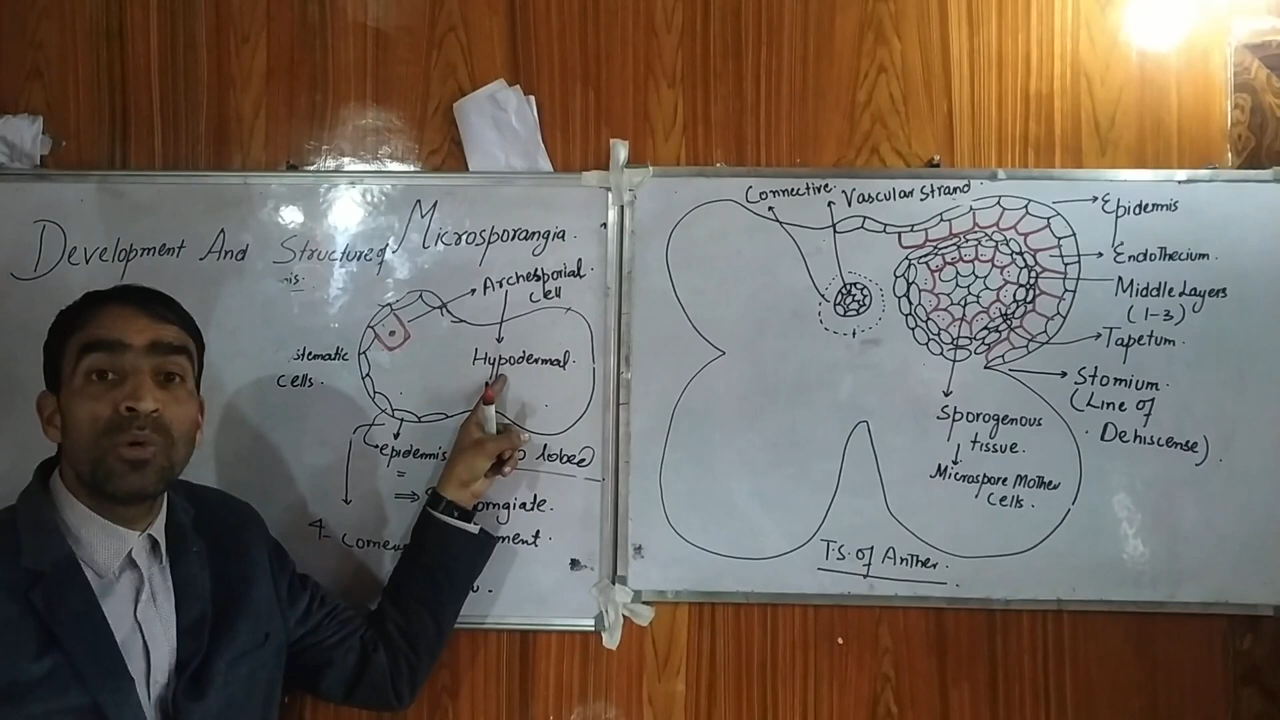 Development And Structure of Microsporangia.
Archesporial
cell
Hypodermal.
cells.
epidermis
=
lobed
⇒
4-
Connective. Vascular Strand.
Epidermis
Endothecium.
Middle Layers
(1-3)
Tapetum.
Stomium.
(Line of
Dehiscense)
Sporogenous
tissue.
Microspore Mother
Cells.
T.S. of Anther.